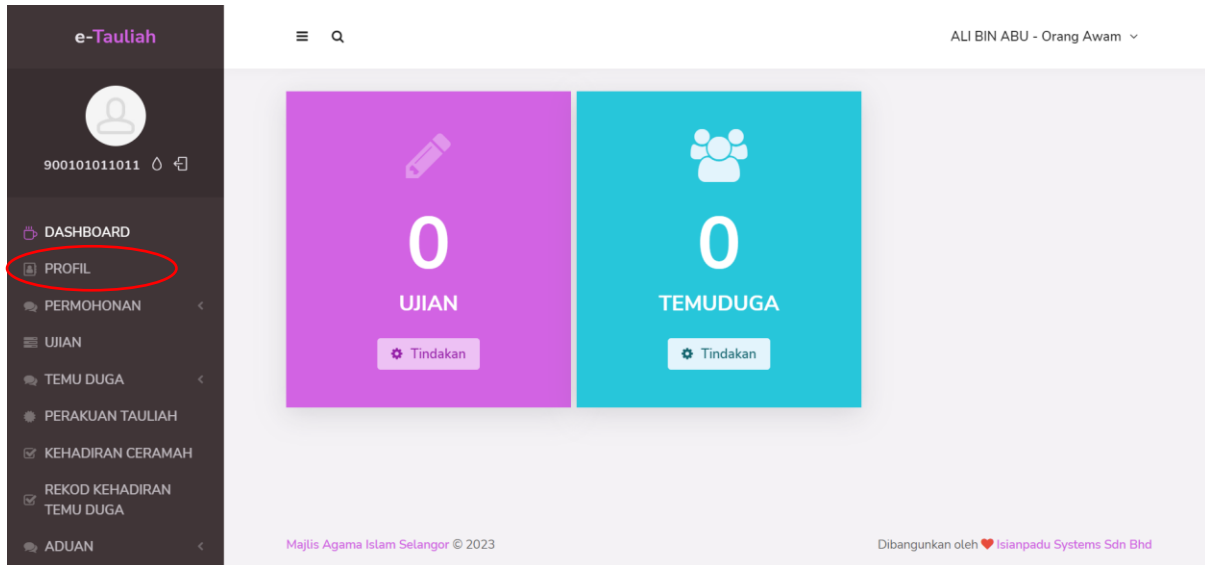 e-Tauliah
ALI BIN ABU - Orang Awam
900101011011
DASHBOARD
PROFIL
PERMOHONAN
UJIAN
TEMU DUGA
PERAKUAN TAULIAH
KEHADIRAN CERAMAH
REKOD KEHADIRAN
TEMU DUGA
ADUAN
0
UJIAN
Tindakan
0
TEMUDUGA
Tindakan
Majlis Agama Islam Selangor © 2023
Dibangunkan oleh ❤ Isianpadu Systems Sdn Bhd